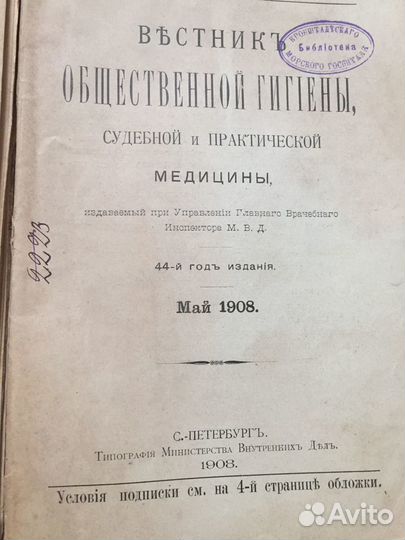 ВѢСТНИКЪ
КРОНШТАДТСКАГО
Библіотека
МОРСКОГО ГОСПИТАЛЯ
ОБЩЕСТВЕННОЙ ГИГІЕНЫ,
СУДЕБНОЙ и ПРАКТИЧЕСКОЙ
МЕДИЦИНЫ,
издаваемый при Управленіи Главнаго Врачебнаго
Инспектора М. В. Д.
2223
44-й годъ изданія.
Май 1908.
С.-ПЕТЕРБУРГЪ.
Типографія Министерства Внутреннихъ Дѣлъ.
1908.
Условія подписки см. на 4-й страницѣ обложки.
Avito